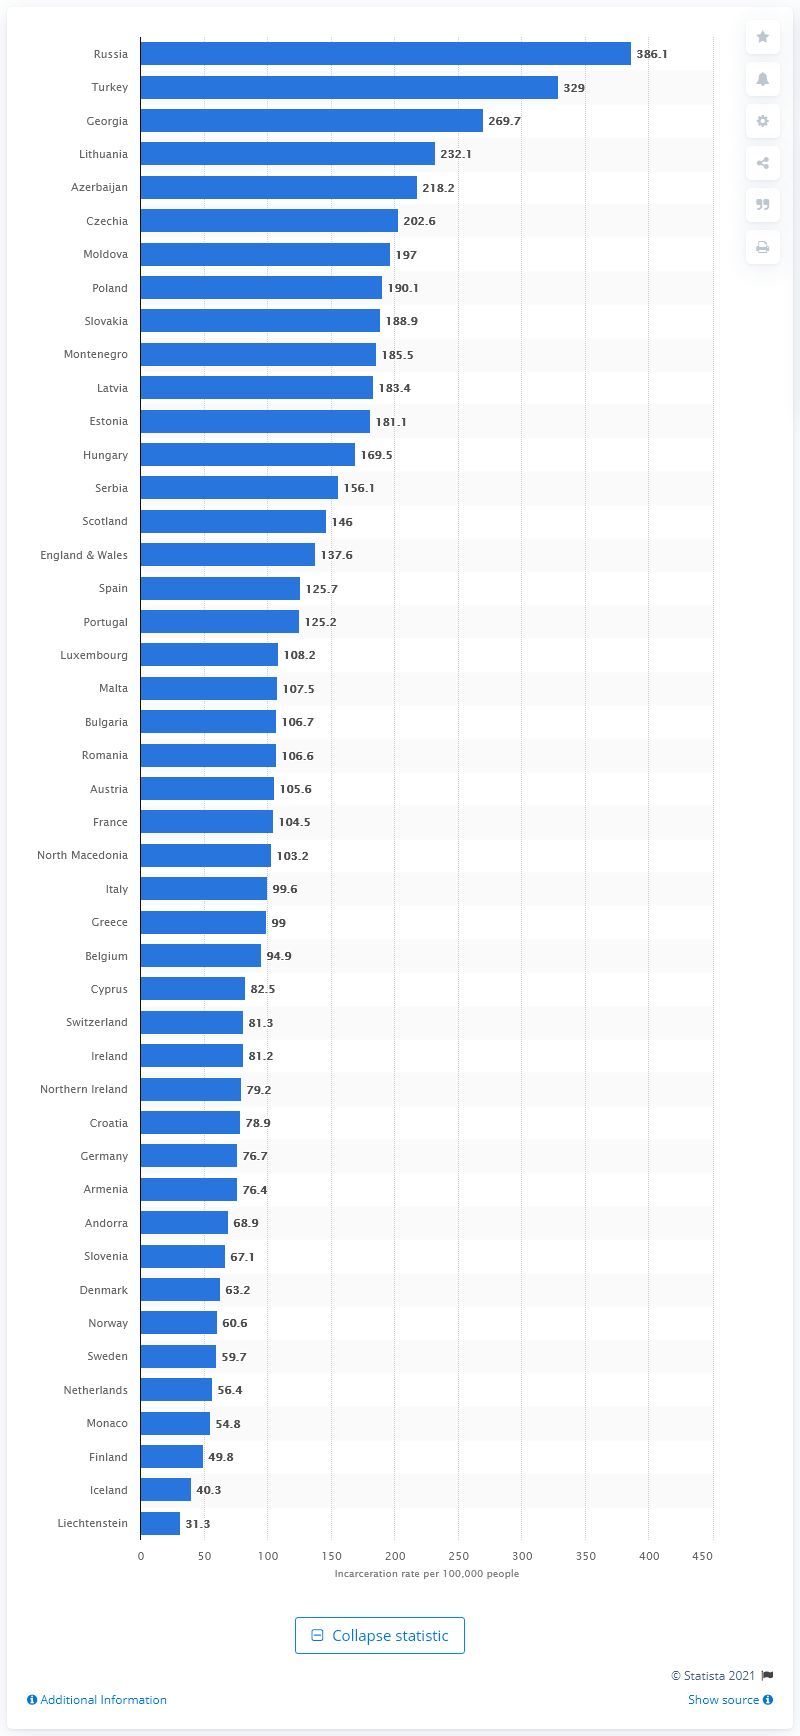 Russia 386.1
Turkey 329
Georgia 269.7
Lithuania 232.1
Azerbaijan 218.2
Czechia 202.6
Moldova 197
Poland 190.1
Slovakia 188.9
Montenegro 185.5
Latvia 183.4
Estonia 181.1
Hungary 169.5
Serbia 156.1
Scotland 146
England & Wales 137.6
Spain 125.7
Portugal 125.2
Luxembourg 108.2
Malta 107.5
Bulgaria 106.7
Romania 106.6
Austria 105.6
France 104.5
North Macedonia 103.2
Italy 99.6
Greece 99
Belgium 94.9
Cyprus 82.5
Switzerland 81.3
Ireland 81.2
Northern Ireland 79.2
Croatia 78.9
Germany 76.7
Armenia 76.4
Andorra 68.9
Slovenia 67.1
Denmark 63.2
Norway 60.6
Sweden 59.7
Netherlands 56.4
Monaco 54.8
Finland 49.8
Iceland 40.3
Liechtenstein 31.3
0 50 100 150 200 250 300 350 400 450
Incarceration rate per 100,000 people
Collapse statistic
© Statista 2021
Additional Information Show source